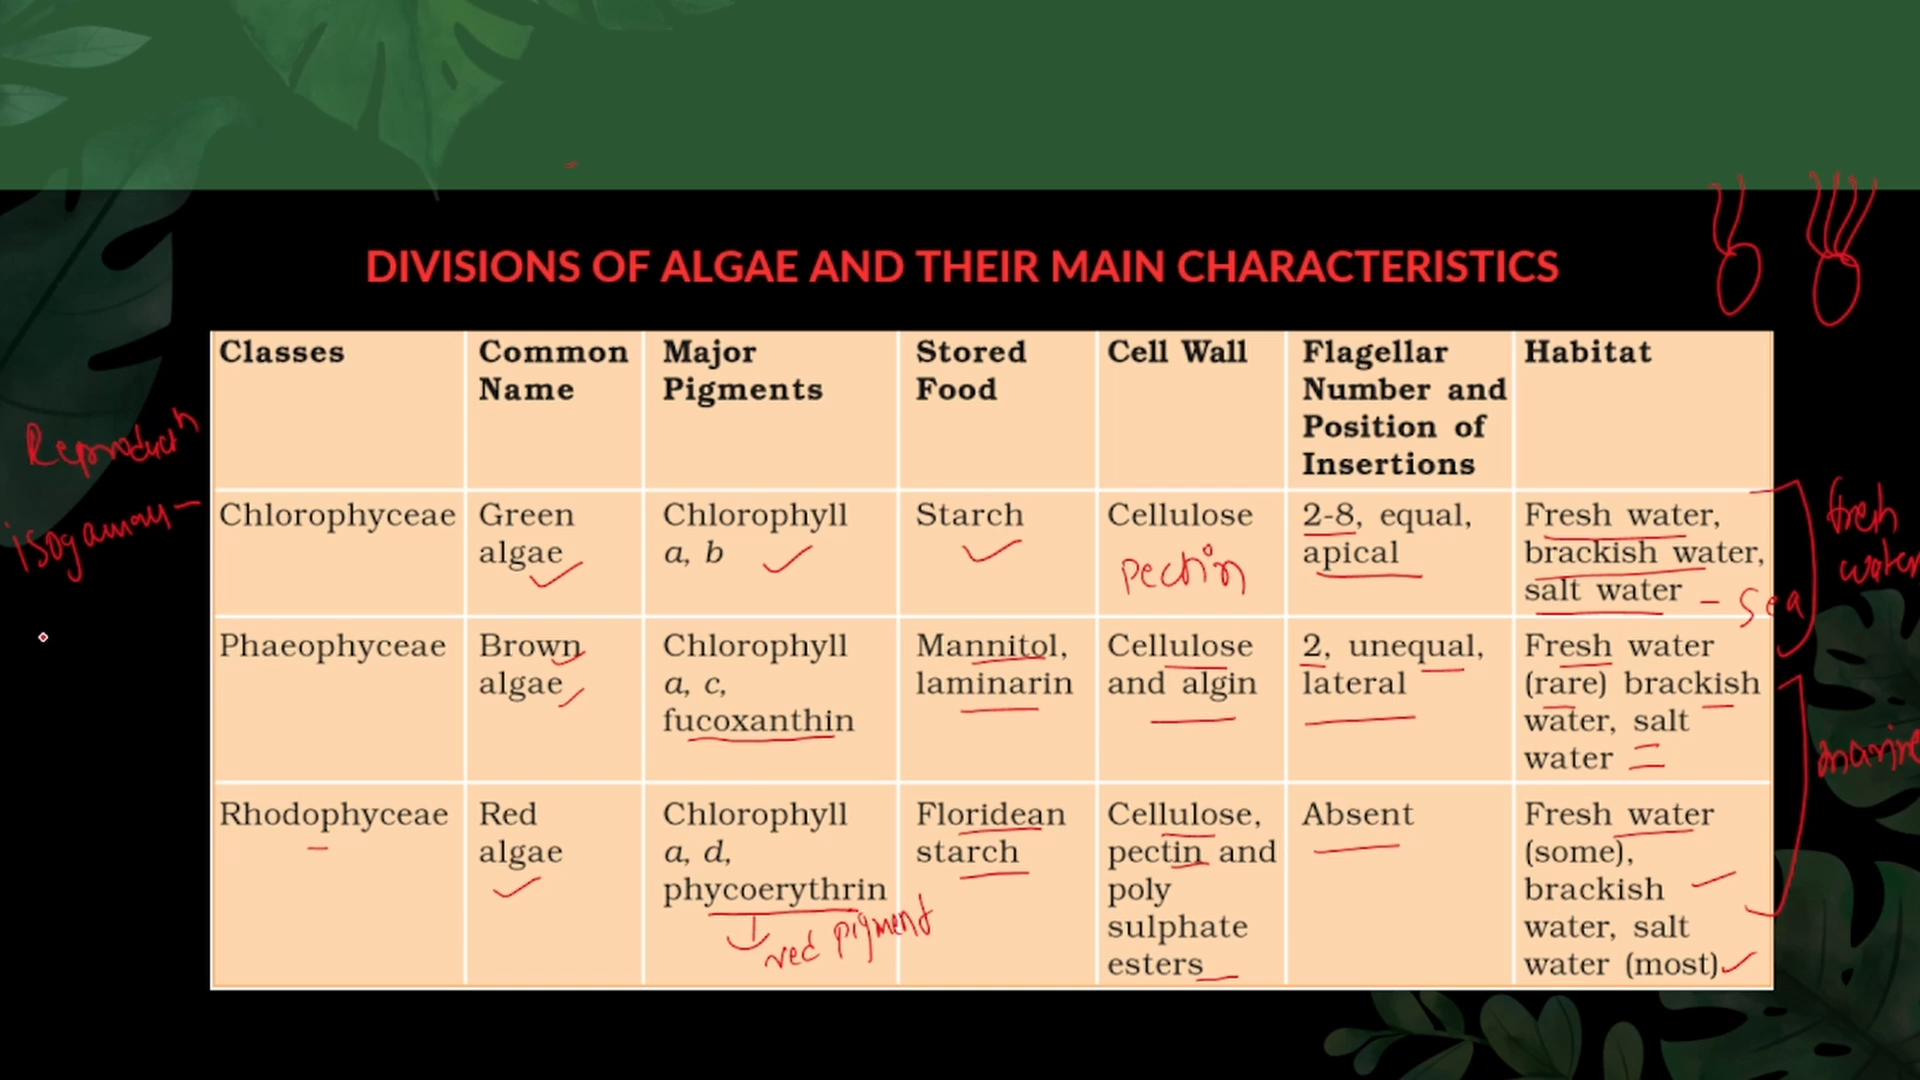 DIVISIONS OF ALGAE AND THEIR MAIN CHARACTERISTICS
Classes
Common
Name
Major
Pigments
Stored
Food
Cell Wall
Flagellar
Number and
Position of
Insertions
Habitat
Reproductn
isogamay -
Chlorophyceae
Green
algae
Chlorophyll
a, b
Starch
Cellulose
Pectin
2-8, equal,
apical
Fresh water,
brackish water,
salt water - Sea
fresh
water
Phaeophyceae
Brown
algae
Chlorophyll
a, c,
fucoxanthin
Mannitol,
laminarin
Cellulose
and algin
2, unequal,
lateral
Fresh water
(rare) brackish
water, salt
water
marine
Rhodophyceae
Red
algae
Chlorophyll
a, d,
phycoerythrin
red pigment
Floridean
starch
Cellulose,
pectin and
poly
sulphate
esters
Absent
Fresh water
(some),
brackish
water, salt
water (most)